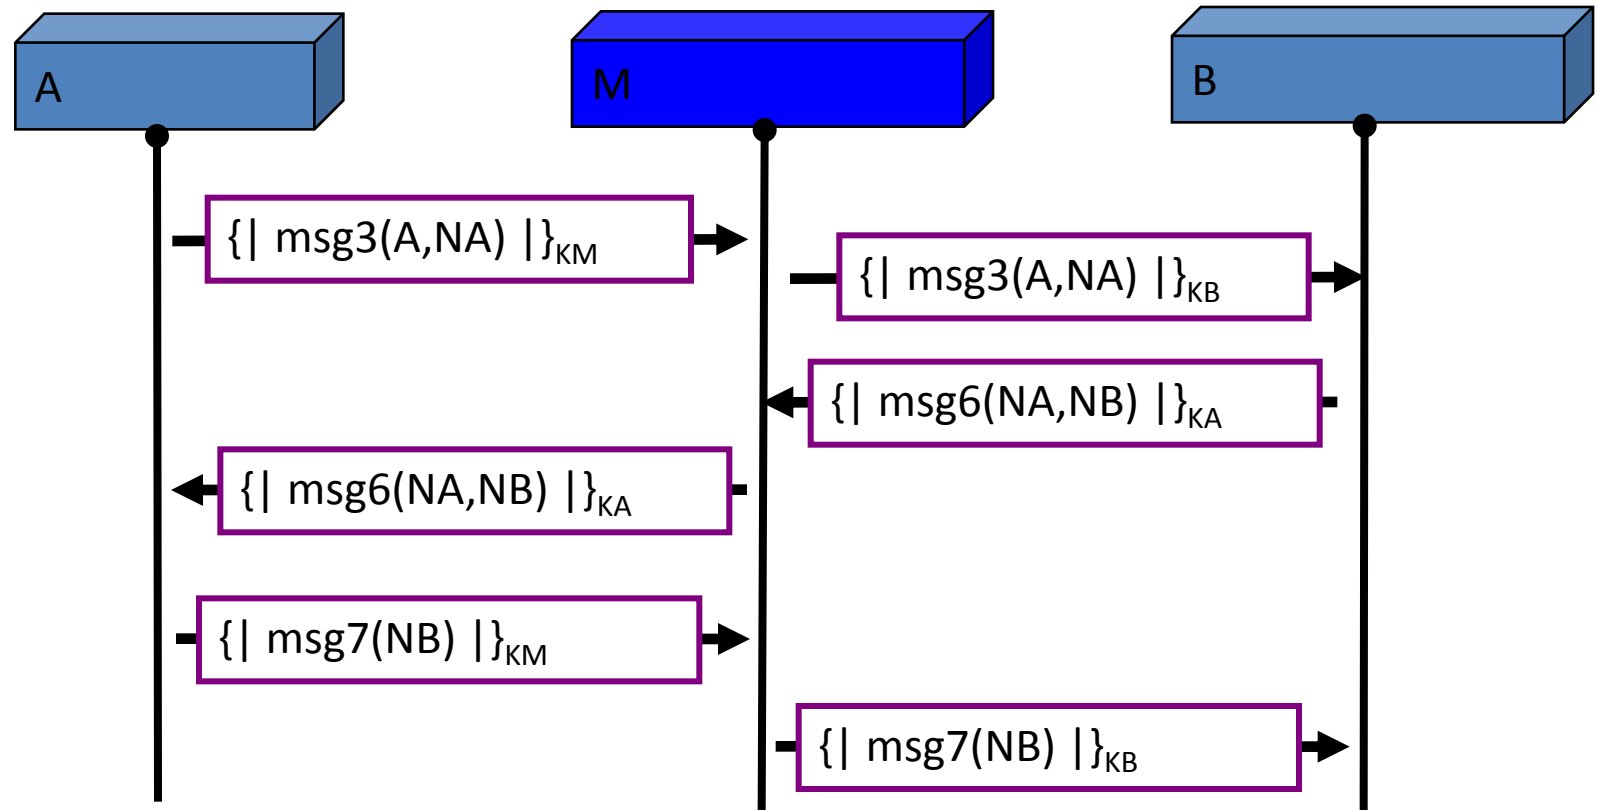 A
M
B
{| msg3(A,NA) |}KM
{| msg3(A,NA) |}KB
{| msg6(NA,NB) |}KA
{| msg6(NA,NB) |}KA
{| msg7(NB) |}KM
{| msg7(NB) |}KB